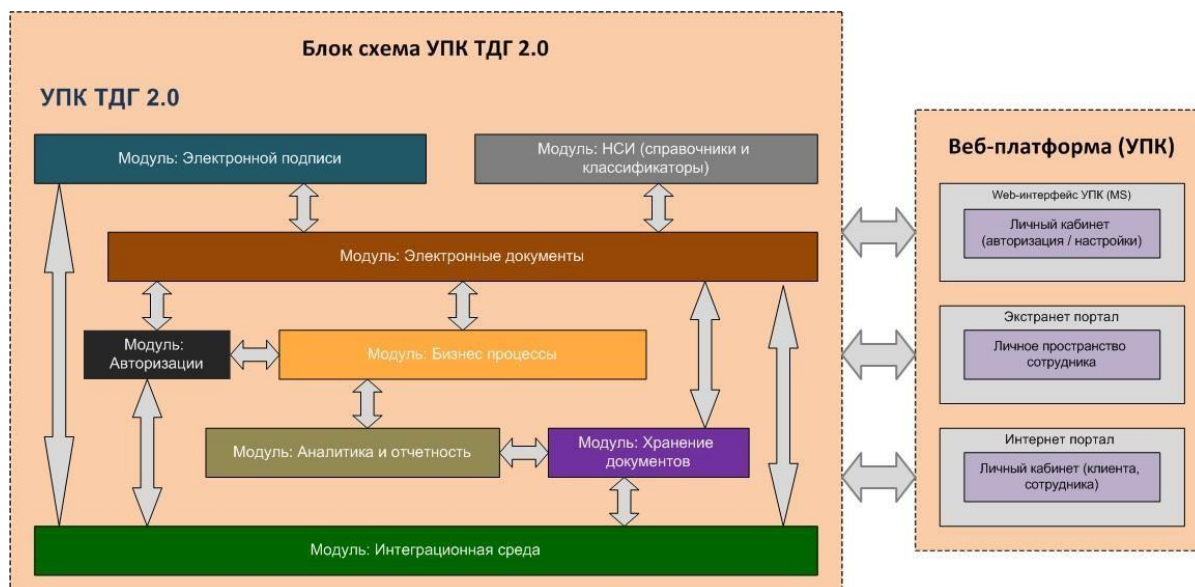 Блок схема УПК ТДГ 2.0
УПК ТДГ 2.0
Модуль: Электронной подписи
Модуль: НСИ (справочники и
классификаторы)
Модуль: Электронные документы
Модуль:
Авторизации
Модуль: Бизнес процессы
Модуль: Аналитика и отчетность
Модуль: Хранение
документов
Модуль: Интеграционная среда
Веб-платформа (УПК)
Web-интерфейс УПК (MS)
Личный кабинет
(авторизация / настройки)
Экстранет портал
Личное пространство
сотрудника
Интернет портал
Личный кабинет (клиента,
сотрудника)